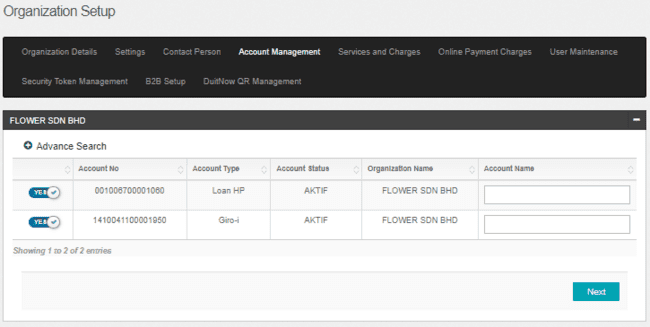 Organization Setup
Organization Details Settings Contact Person Account Management Services and Charges Online Payment Charges User Maintenance
Security Token Management B2B Setup DuitNow QR Management
FLOWER SDN BHD
Advance Search
Account No Account Type Account Status Organization Name Account Name
YES 001006700001060 Loan HP AKTIF FLOWER SDN BHD
YES 1410041100001950 Giro-i AKTIF FLOWER SDN BHD
Showing 1 to 2 of 2 entries
Next